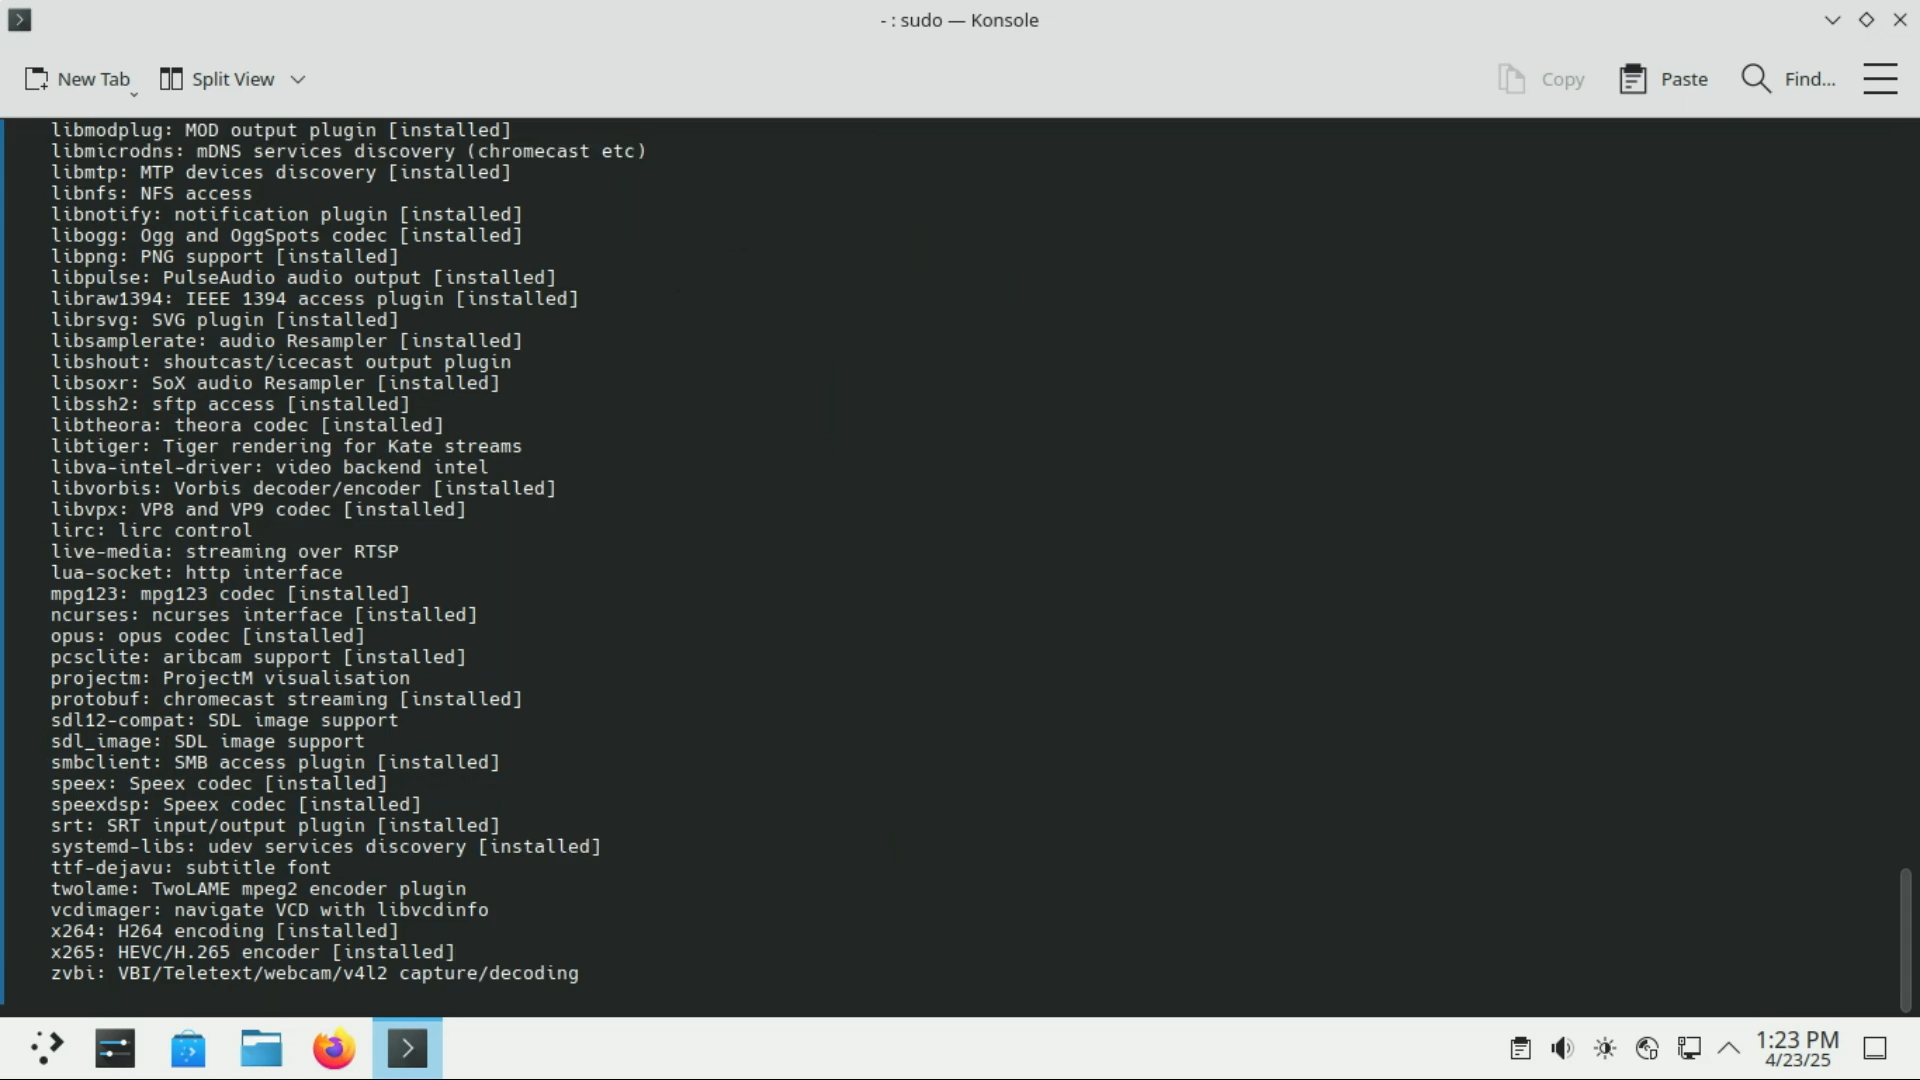 - : sudo — Konsole
New Tab
Split View
Copy
Paste
Find...
libmodplug: MOD output plugin [installed]
libmicrodns: mDNS services discovery (chromecast etc)
libmtp: MTP devices discovery [installed]
libnfs: NFS access
libnotify: notification plugin [installed]
libogg: Ogg and OggSpots codec [installed]
libpng: PNG support [installed]
libpulse: PulseAudio audio output [installed]
libraw1394: IEEE 1394 access plugin [installed]
librsvg: SVG plugin [installed]
libsamplerate: audio Resampler [installed]
libshout: shoutcast/icecast output plugin
libsoxr: SoX audio Resampler [installed]
libssh2: sftp access [installed]
libtheora: theora codec [installed]
libtiger: Tiger rendering for Kate streams
libva-intel-driver: video backend intel
libvorbis: Vorbis decoder/encoder [installed]
libvpx: VP8 and VP9 codec [installed]
lirc: lirc control
live-media: streaming over RTSP
lua-socket: http interface
mpg123: mpg123 codec [installed]
ncurses: ncurses interface [installed]
opus: opus codec [installed]
pcsclite: aribcam support [installed]
projectm: ProjectM visualisation
protobuf: chromecast streaming [installed]
sdl12-compat: SDL image support
sdl_image: SDL image support
smbclient: SMB access plugin [installed]
speex: Speex codec [installed]
speexdsp: Speex codec [installed]
srt: SRT input/output plugin [installed]
systemd-libs: udev services discovery [installed]
ttf-dejavu: subtitle font
twolame: TwoLAME mpeg2 encoder plugin
vcdimager: navigate VCD with libvcdinfo
x264: H264 encoding [installed]
x265: HEVC/H.265 encoder [installed]
zvbi: VBI/Teletext/webcam/v4l2 capture/decoding
1:23 PM
4/23/25